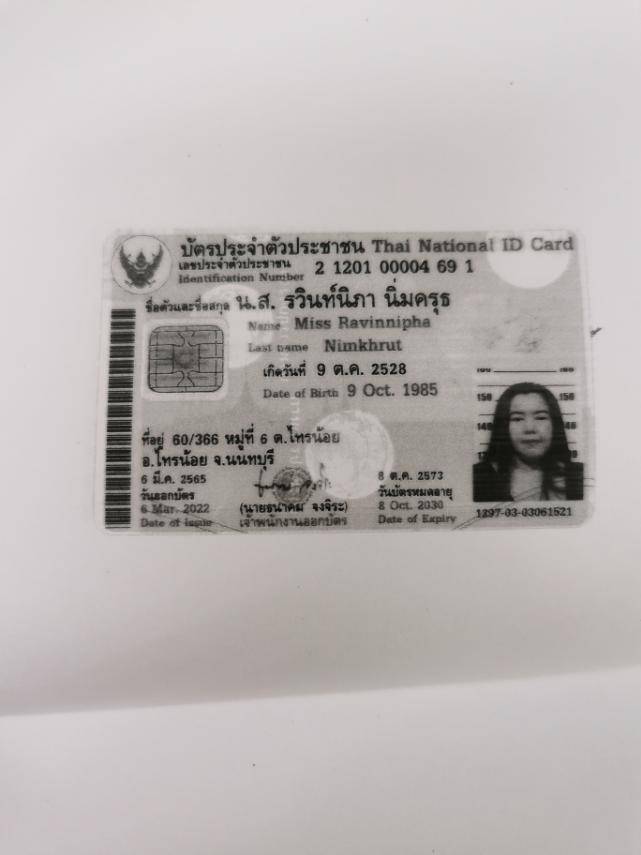 บัตรประจำตัวประชาชน Thai National ID Card
เลขประจำตัวประชาชน
Identification Number
2 1201 00004 69 1
ชื่อตัวและชื่อสกุล น.ส. รวินท์นิภา นิ่มครุธ
Name Miss Ravinnipha
Last name Nimkhrut
เกิดวันที่ 9 ต.ค. 2528
Date of Birth 9 Oct. 1985
ที่อยู่ 60/366 หมู่ที่ 6 ต.ไทรน้อย
อ.ไทรน้อย จ.นนทบุรี
6 มี.ค. 2565
วันออกบัตร
6 Mar. 2022
Date of Issue
(นายธนาคม จงจิระ)
เจ้าพนักงานออกบัตร
8 ต.ค. 2573
วันบัตรหมดอายุ
8 Oct. 2030
Date of Expiry
150 150
1297-03-03061521